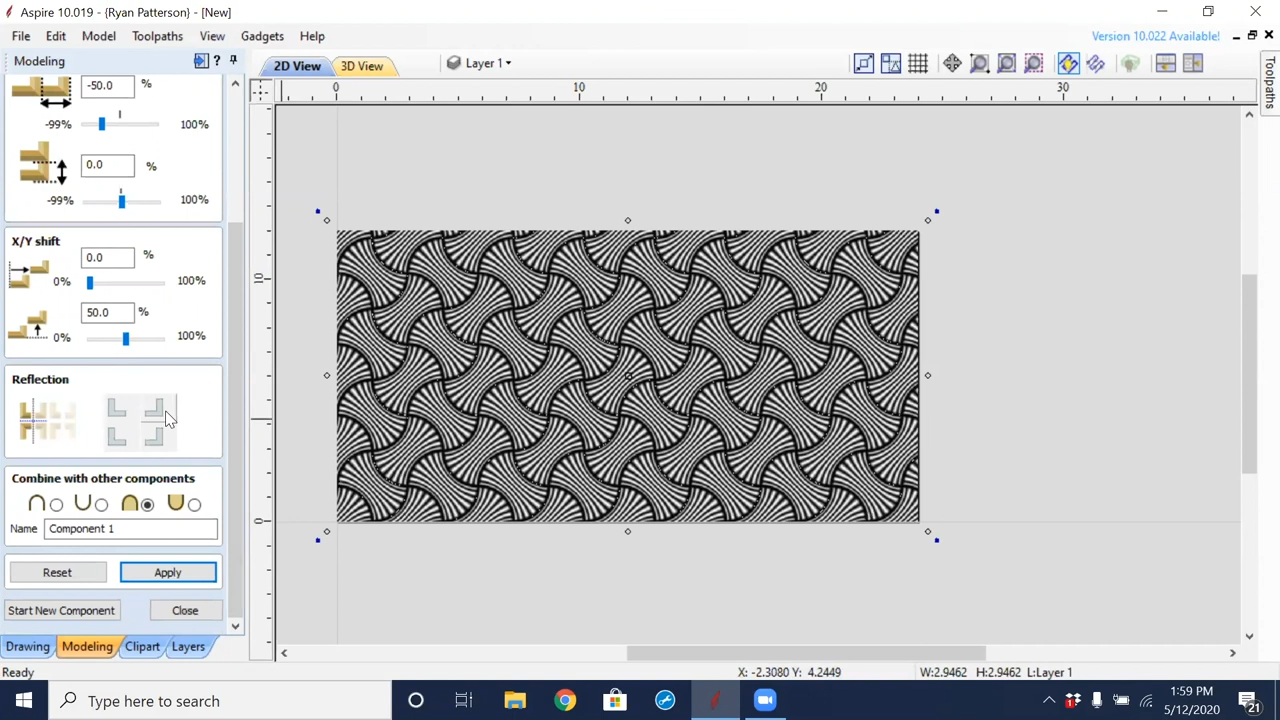 Aspire 10.019 - {Ryan Patterson} - [New]
File Edit Model Toolpaths View Gadgets Help Version 10.022 Available!
Modeling ? 2D View 3D View Layer 1
Toolpaths
0 10 20 30
-50.0 %
-99% 100%
0.0 %
-99% 100%
X/Y shift
0.0 %
0% 100%
50.0 %
0% 100%
10
Reflection
Combine with other components
Name Component 1
0
Reset Apply
Start New Component Close
Drawing Modeling Clipart Layers
Ready X: -2.3080 Y: 4.2449 W:2.9462 H:2.9462 L:Layer 1
Type here to search
1:59 PM
5/12/2020
21